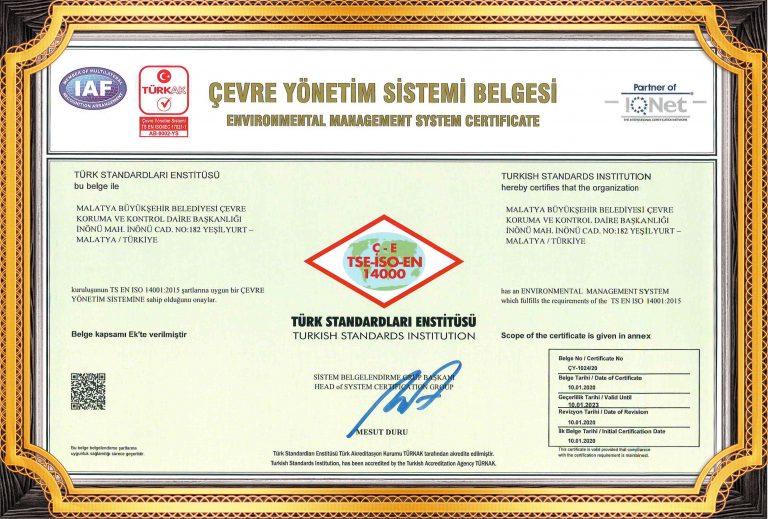 MEMBER OF MULTILATERAL
IAF
RECOGNITION ARRANGEMENT
TÜRKAK
Çevre Yönetim Sistemi
TS EN ISO/IEC 17021-1
AB-0002-YS
ÇEVRE YÖNETİM SİSTEMİ BELGESİ
ENVIRONMENTAL MANAGEMENT SYSTEM CERTIFICATE
Partner of
IQNet
THE INTERNATIONAL CERTIFICATION NETWORK
TÜRK STANDARDLARI ENSTİTÜSÜ
bu belge ile
MALATYA BÜYÜKŞEHİR BELEDİYESİ ÇEVRE
KORUMA VE KONTROL DAİRE BAŞKANLIĞI
İNÖNÜ MAH. İNÖNÜ CAD. NO:182 YEŞİLYURT –
MALATYA / TÜRKİYE
kuruluşunun TS EN ISO 14001:2015 şartlarına uygun bir ÇEVRE
YÖNETİM SİSTEMİNE sahip olduğunu onaylar.
Belge kapsamı Ek'te verilmiştir
Bu belge belgelendirme şartlarına
uygunluk sağlandığı sürece geçerlidir.
Ç - E
TSE-ISO-EN
14000
TÜRK STANDARDLARI ENSTİTÜSÜ
TURKISH STANDARDS INSTITUTION
SİSTEM BELGELENDİRME GRUP BAŞKANI
HEAD of SYSTEM CERTIFICATION GROUP
MESUT DURU
Türk Standardları Enstitüsü Türk Akreditasyon Kurumu TÜRKAK tarafından akredite edilmiştir.
Turkish Standards Institution, has been accredited by the Turkish Accreditation Agency TÜRKAK.
TURKISH STANDARDS INSTITUTION
hereby certifies that the organization
MALATYA BÜYÜKŞEHİR BELEDİYESİ ÇEVRE
KORUMA VE KONTROL DAİRE BAŞKANLIĞI
İNÖNÜ MAH. İNÖNÜ CAD. NO:182 YEŞİLYURT –
MALATYA / TÜRKİYE
has an ENVIRONMENTAL MANAGEMENT SYSTEM
which fulfills the requirements of the TS EN ISO 14001:2015
Scope of the certificate is given in annex
Belge No / Certificate No
ÇY-1024/20
Belge Tarihi / Date of Certificate
10.01.2020
Geçerlilik Tarihi / Valid Until
10.01.2023
Revizyon Tarihi / Date of Revision
10.01.2020
İlk Belge Tarihi / Initial Certification Date
10.01.2020
This certificate is valid provided that compliance
with the certification requirement is maintained.